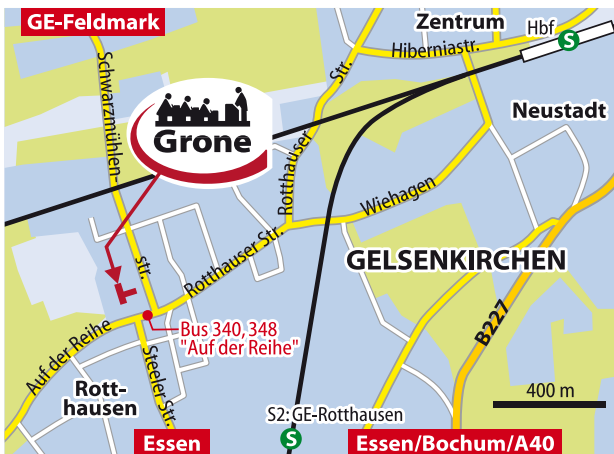 GE-Feldmark
Zentrum
Hbf
S
Hiberniastr.
Schwarzmühlen-
str.
Grone
Neustadt
Rotthauser
Str.
Wiehagen
Rotthauser Str.
GELSENKIRCHEN
B227
Bus 340, 348
"Auf der Reihe"
Auf der Reihe
Steeler Str.
Rott-
hausen
400 m
S2: GE-Rotthausen
S
Essen
Essen/Bochum/A40